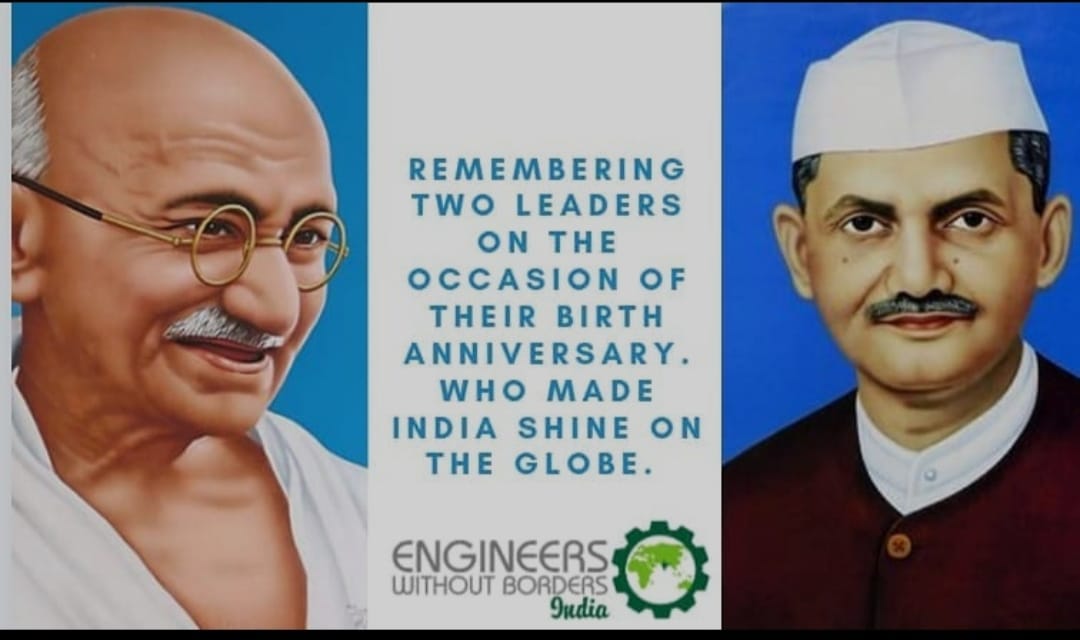 REMEMBERING
TWO LEADERS
ON THE
OCCASION OF
THEIR BIRTH
ANNIVERSARY.
WHO MADE
INDIA SHINE ON
THE GLOBE.
ENGINEERS
WITHOUT BORDERS
India